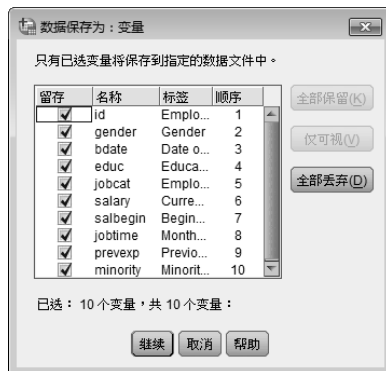 数据保存为：变量
只有已选变量将保存到指定的数据文件中。
留存 名称 标签 顺序
id Emplo... 1
gender Gender 2
bdate Date o... 3
educ Educa... 4
jobcat Emplo... 5
salary Curre... 6
salbegin Begin... 7
jobtime Month... 8
prevexp Previo... 9
minority Minorit... 10
全部保留(K)
仅可视(V)
全部丢弃(D)
已选：10个变量，共10个变量：
继续 取消 帮助